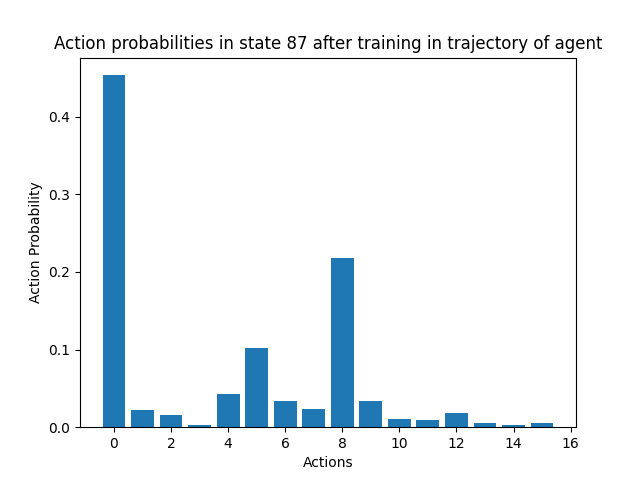 Action probabilities in state 87 after training in trajectory of agent
0.4
0.3
0.2
0.1
0.0
Action Probability
0 2 4 6 8 10 12 14 16
Actions